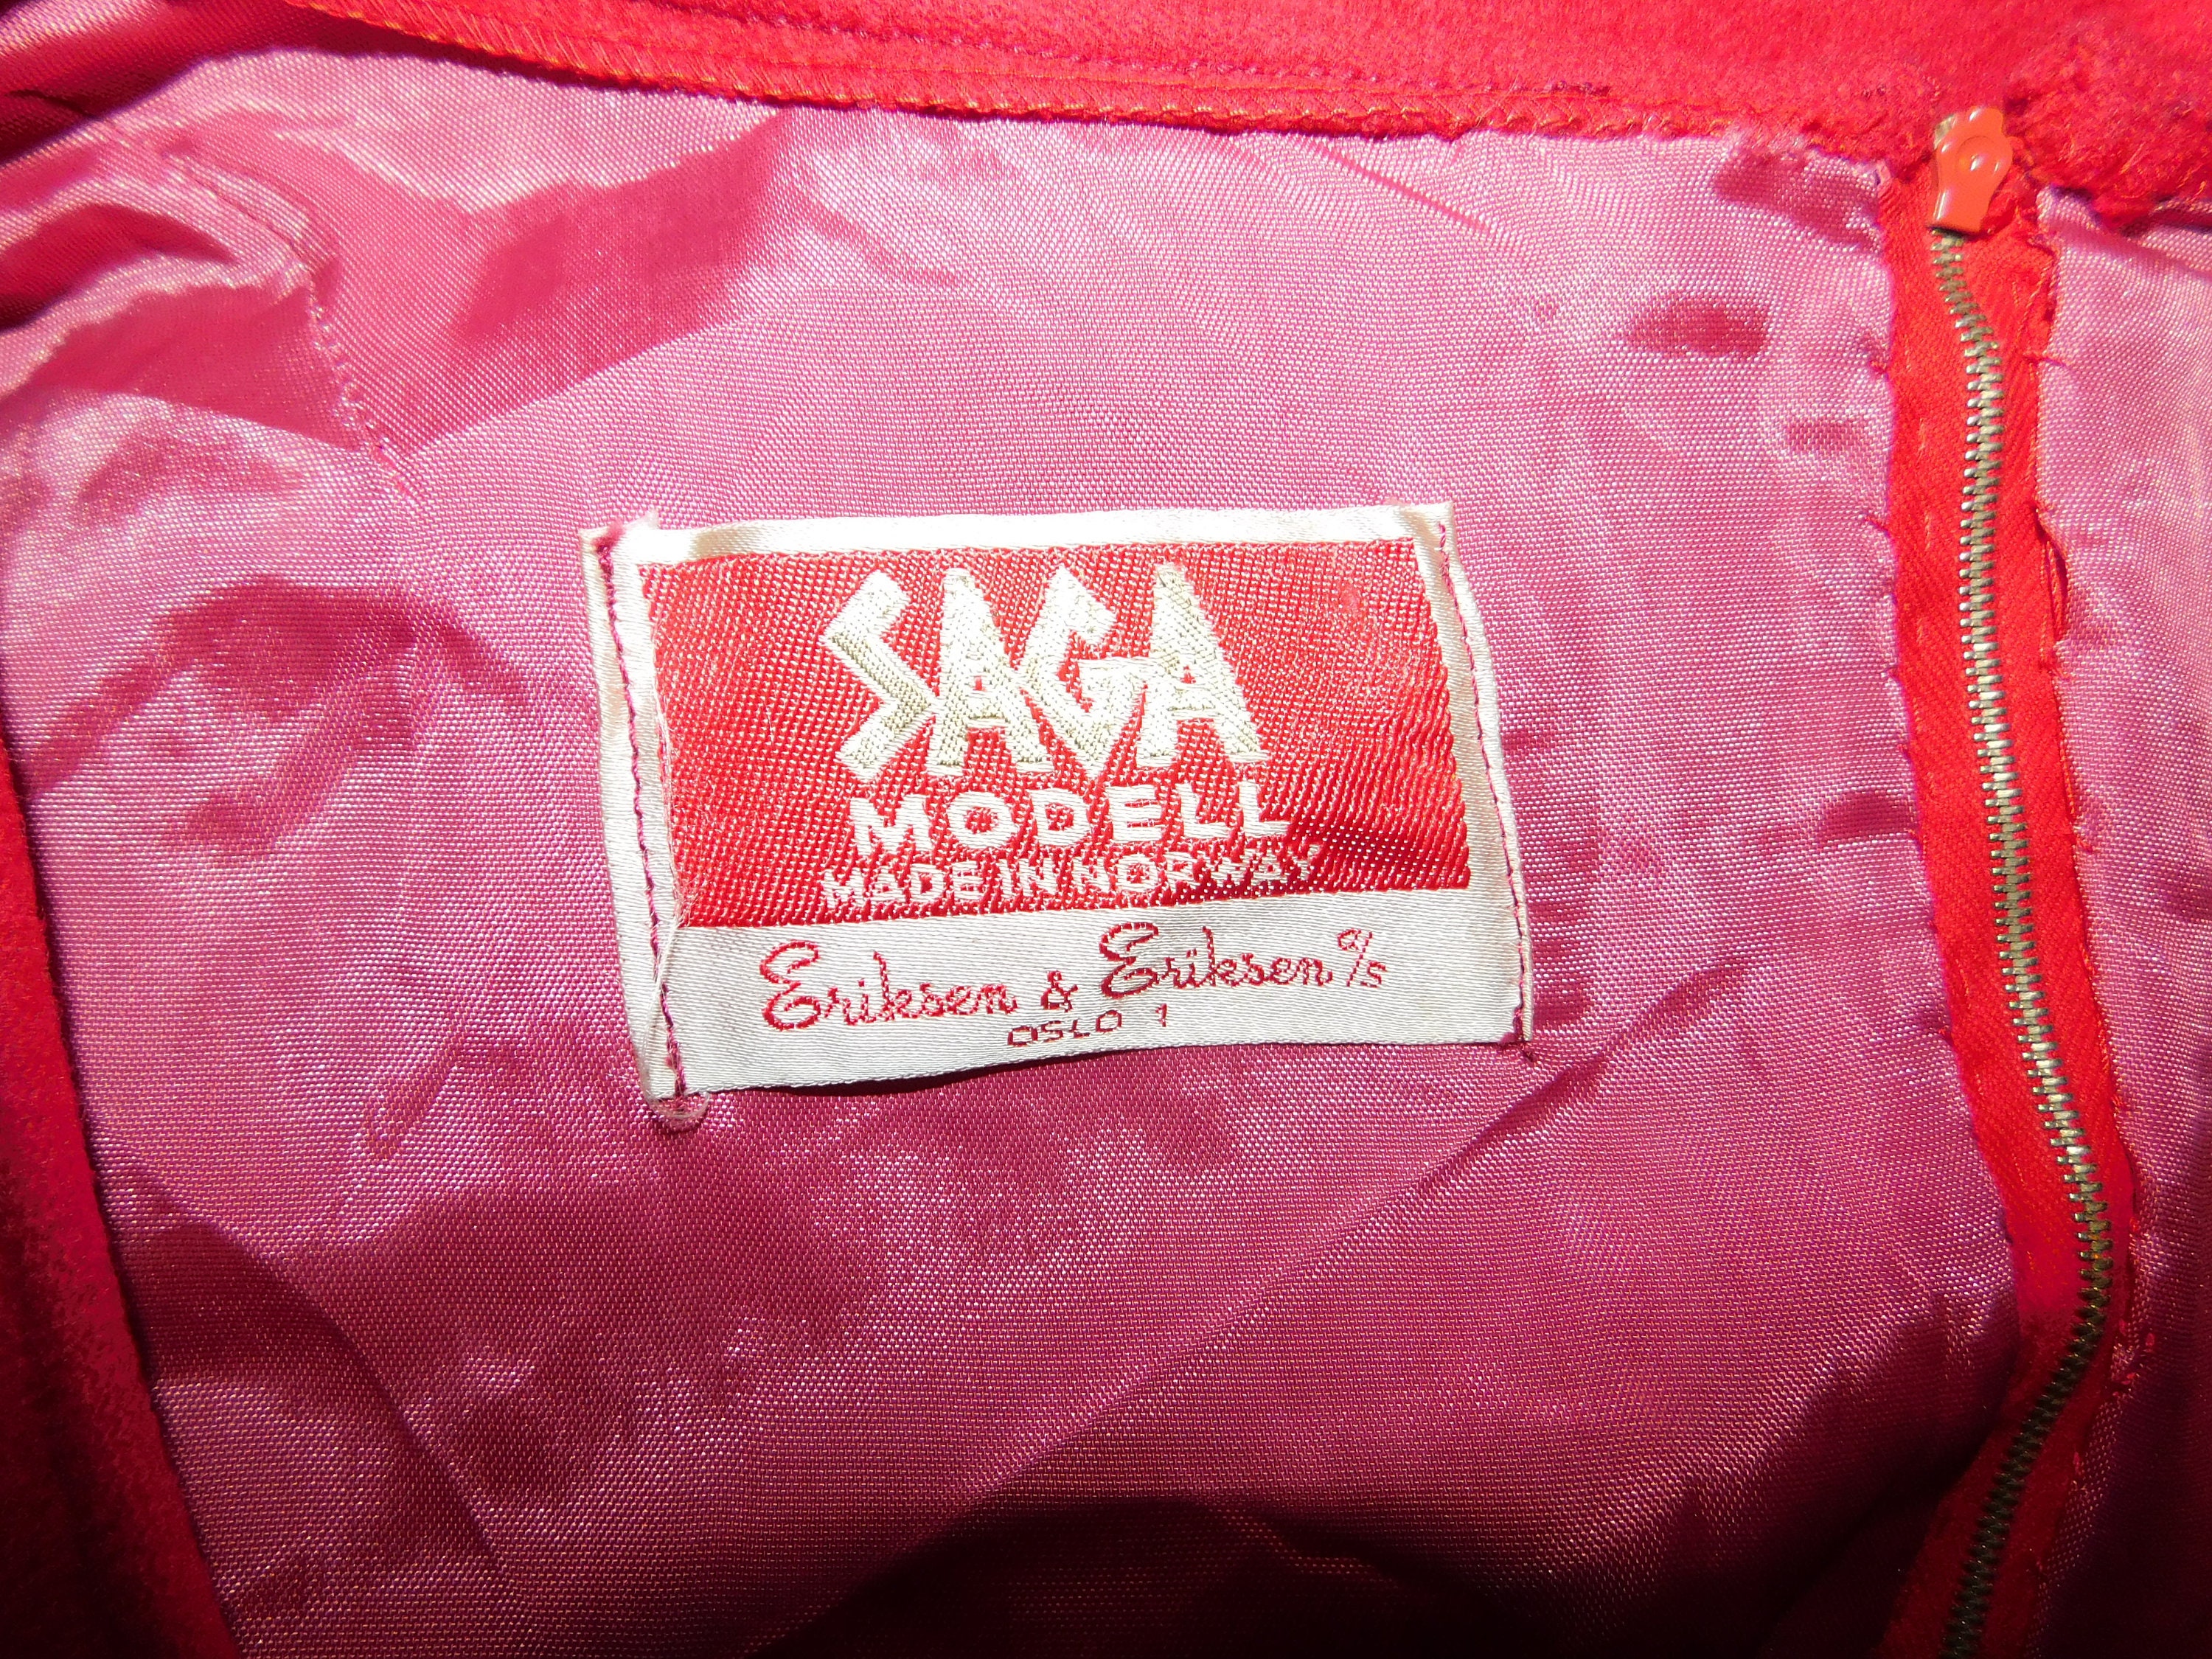 SAGA
MODELL
MADE IN NORWAY
Eriksen & Eriksen a/s
OSLO 1